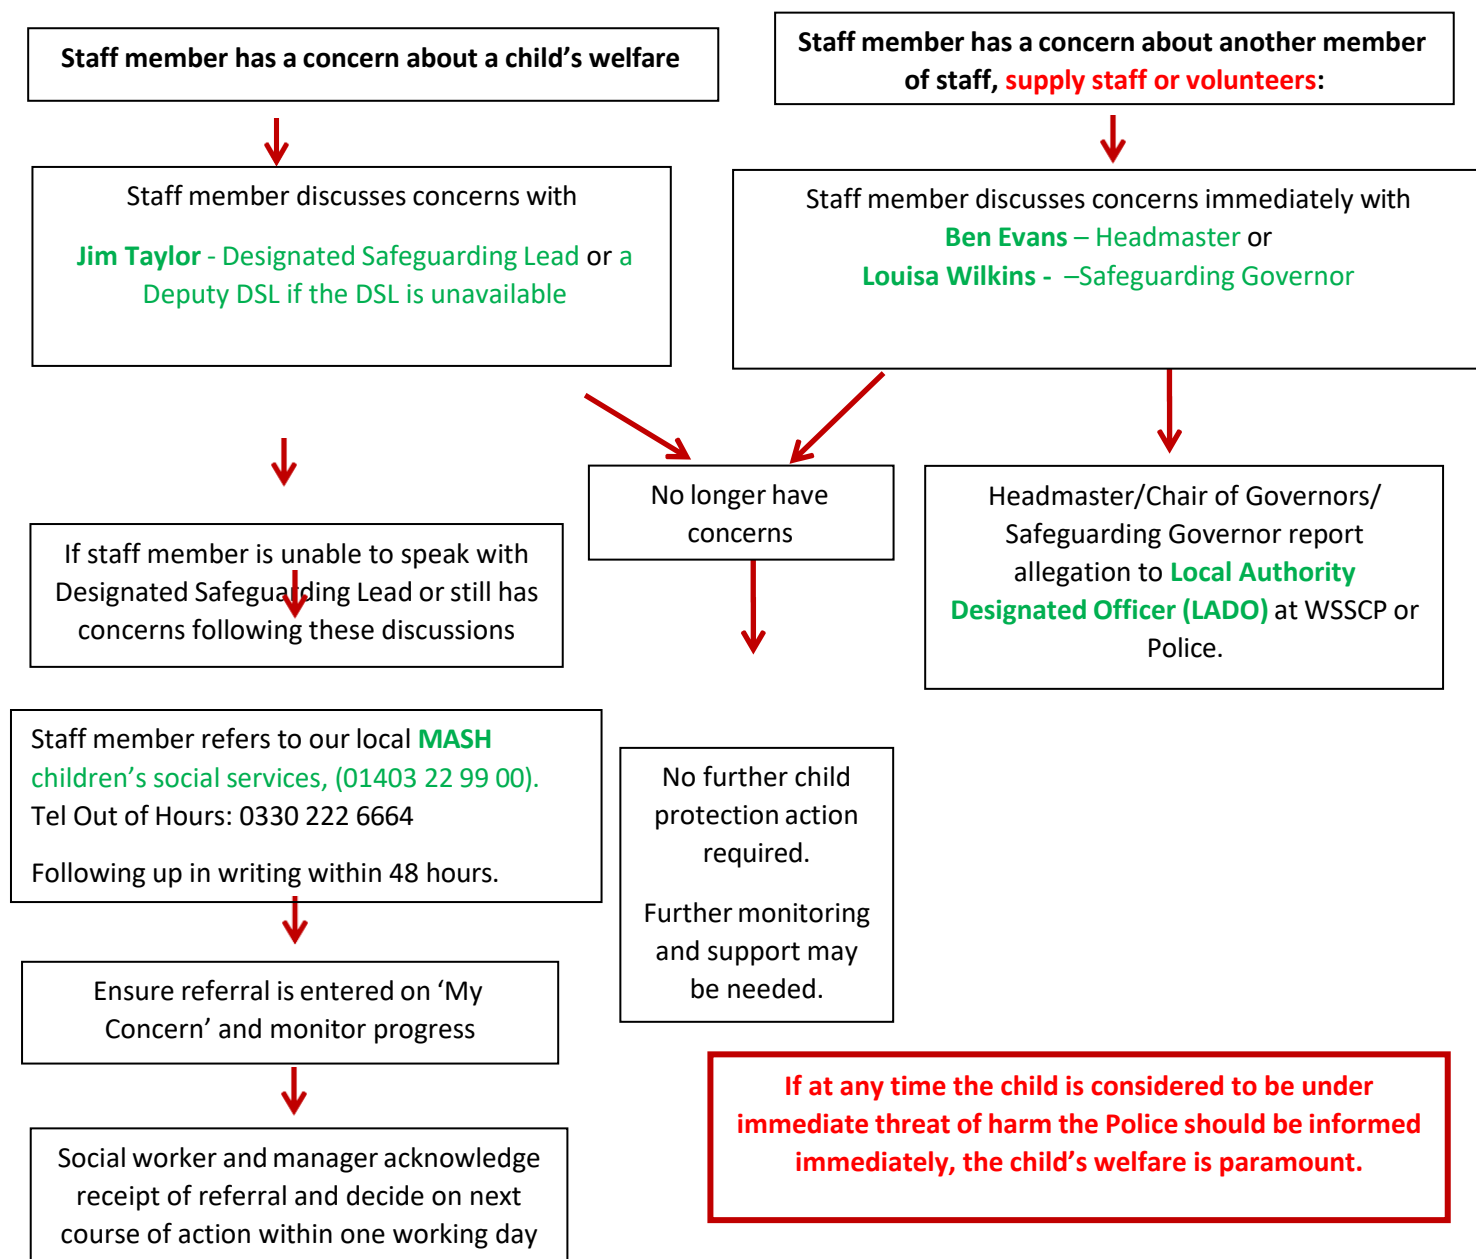 Staff member has a concern about a child’s welfare
Staff member has a concern about another member
of staff, supply staff or volunteers:
Staff member discusses concerns with
Jim Taylor - Designated Safeguarding Lead or a
Deputy DSL if the DSL is unavailable
Staff member discusses concerns immediately with
Ben Evans – Headmaster or
Louisa Wilkins - –Safeguarding Governor
If staff member is unable to speak with
Designated Safeguarding Lead or still has
concerns following these discussions
No longer have
concerns
Headmaster/Chair of Governors/
Safeguarding Governor report
allegation to Local Authority
Designated Officer (LADO) at WSSCP or
Police.
Staff member refers to our local MASH
children’s social services, (01403 22 99 00).
Tel Out of Hours: 0330 222 6664
Following up in writing within 48 hours.
No further child
protection action
required.
Further monitoring
and support may
be needed.
Ensure referral is entered on ‘My
Concern’ and monitor progress
If at any time the child is considered to be under
immediate threat of harm the Police should be informed
immediately, the child’s welfare is paramount.
Social worker and manager acknowledge
receipt of referral and decide on next
course of action within one working day